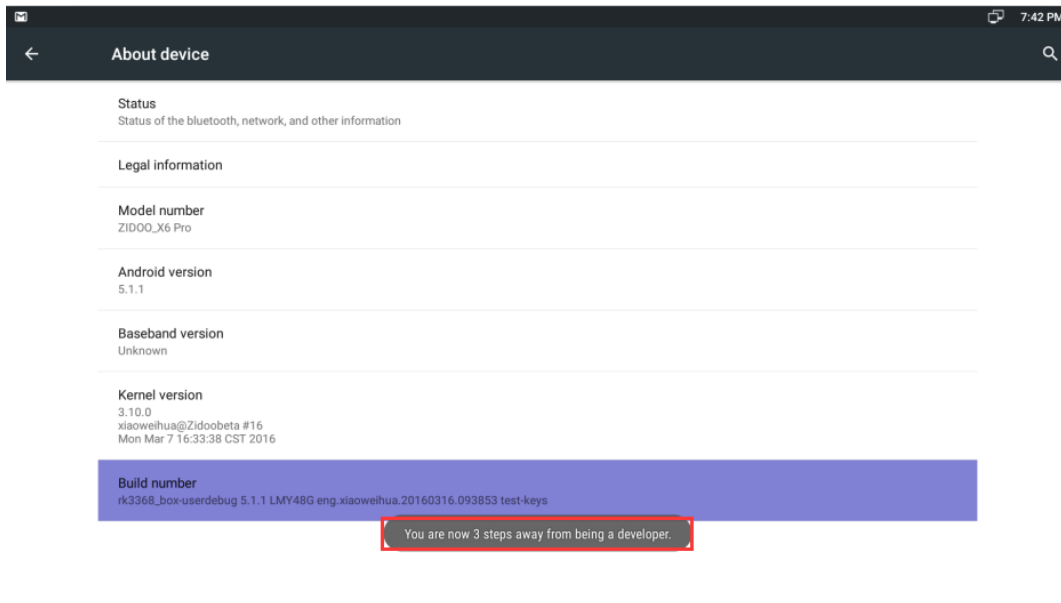 7:42 PM
About device
Status
Status of the bluetooth, network, and other information
Legal information
Model number
ZIDOO_X6 Pro
Android version
5.1.1
Baseband version
Unknown
Kernel version
3.10.0
xiaoweihua@Zidoobeta #16
Mon Mar 7 16:33:38 CST 2016
Build number
rk3368_box-userdebug 5.1.1 LMY48G eng.xiaoweihua.20160316.093853 test-keys
You are now 3 steps away from being a developer.